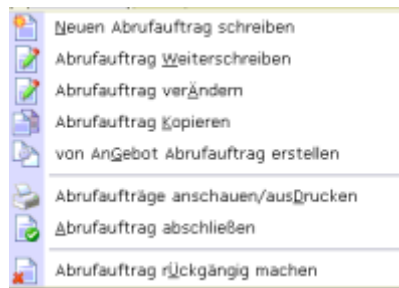 Neuen Abrufauftrag schreiben
Abrufauftrag Weiterschreiben
Abrufauftrag verÄndern
Abrufauftrag Kopieren
von AnGebot Abrufauftrag erstellen
Abrufaufträge anschauen/ausDrucken
Abrufauftrag abschließen
Abrufauftrag rÜckgängig machen